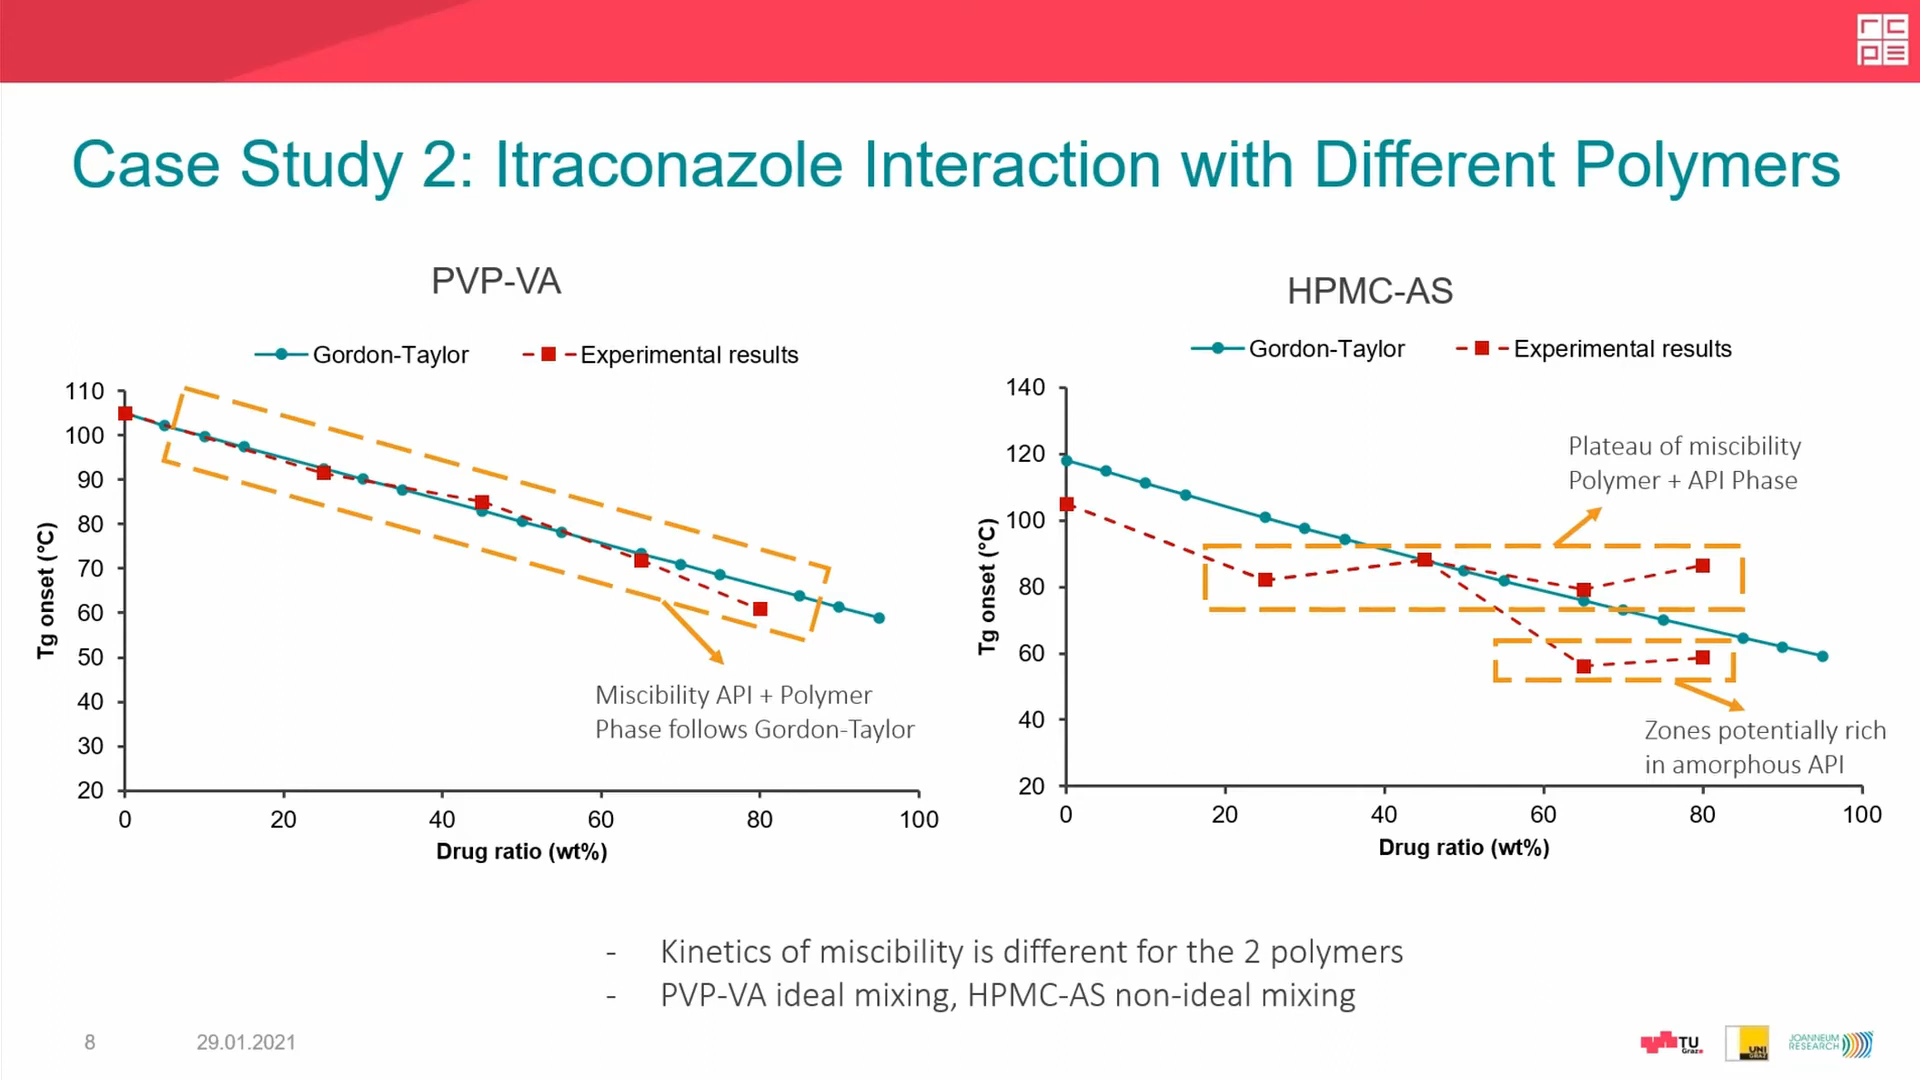 rc
pe
Case Study 2: Itraconazole Interaction with Different Polymers
PVP-VA
Gordon-Taylor
Experimental results
110
100
90
80
70
60
50
40
30
20
Tg onset (°C)
0
20
40
60
80
100
Drug ratio (wt%)
Miscibility API + Polymer
Phase follows Gordon-Taylor
HPMC-AS
Gordon-Taylor
Experimental results
140
120
100
80
60
40
20
Tg onset (°C)
0
20
40
60
80
100
Drug ratio (wt%)
Plateau of miscibility
Polymer + API Phase
Zones potentially rich
in amorphous API
- Kinetics of miscibility is different for the 2 polymers
- PVP-VA ideal mixing, HPMC-AS non-ideal mixing
8
29.01.2021
TU
Graz
UNI
GRAZ
JOANNEUM
RESEARCH